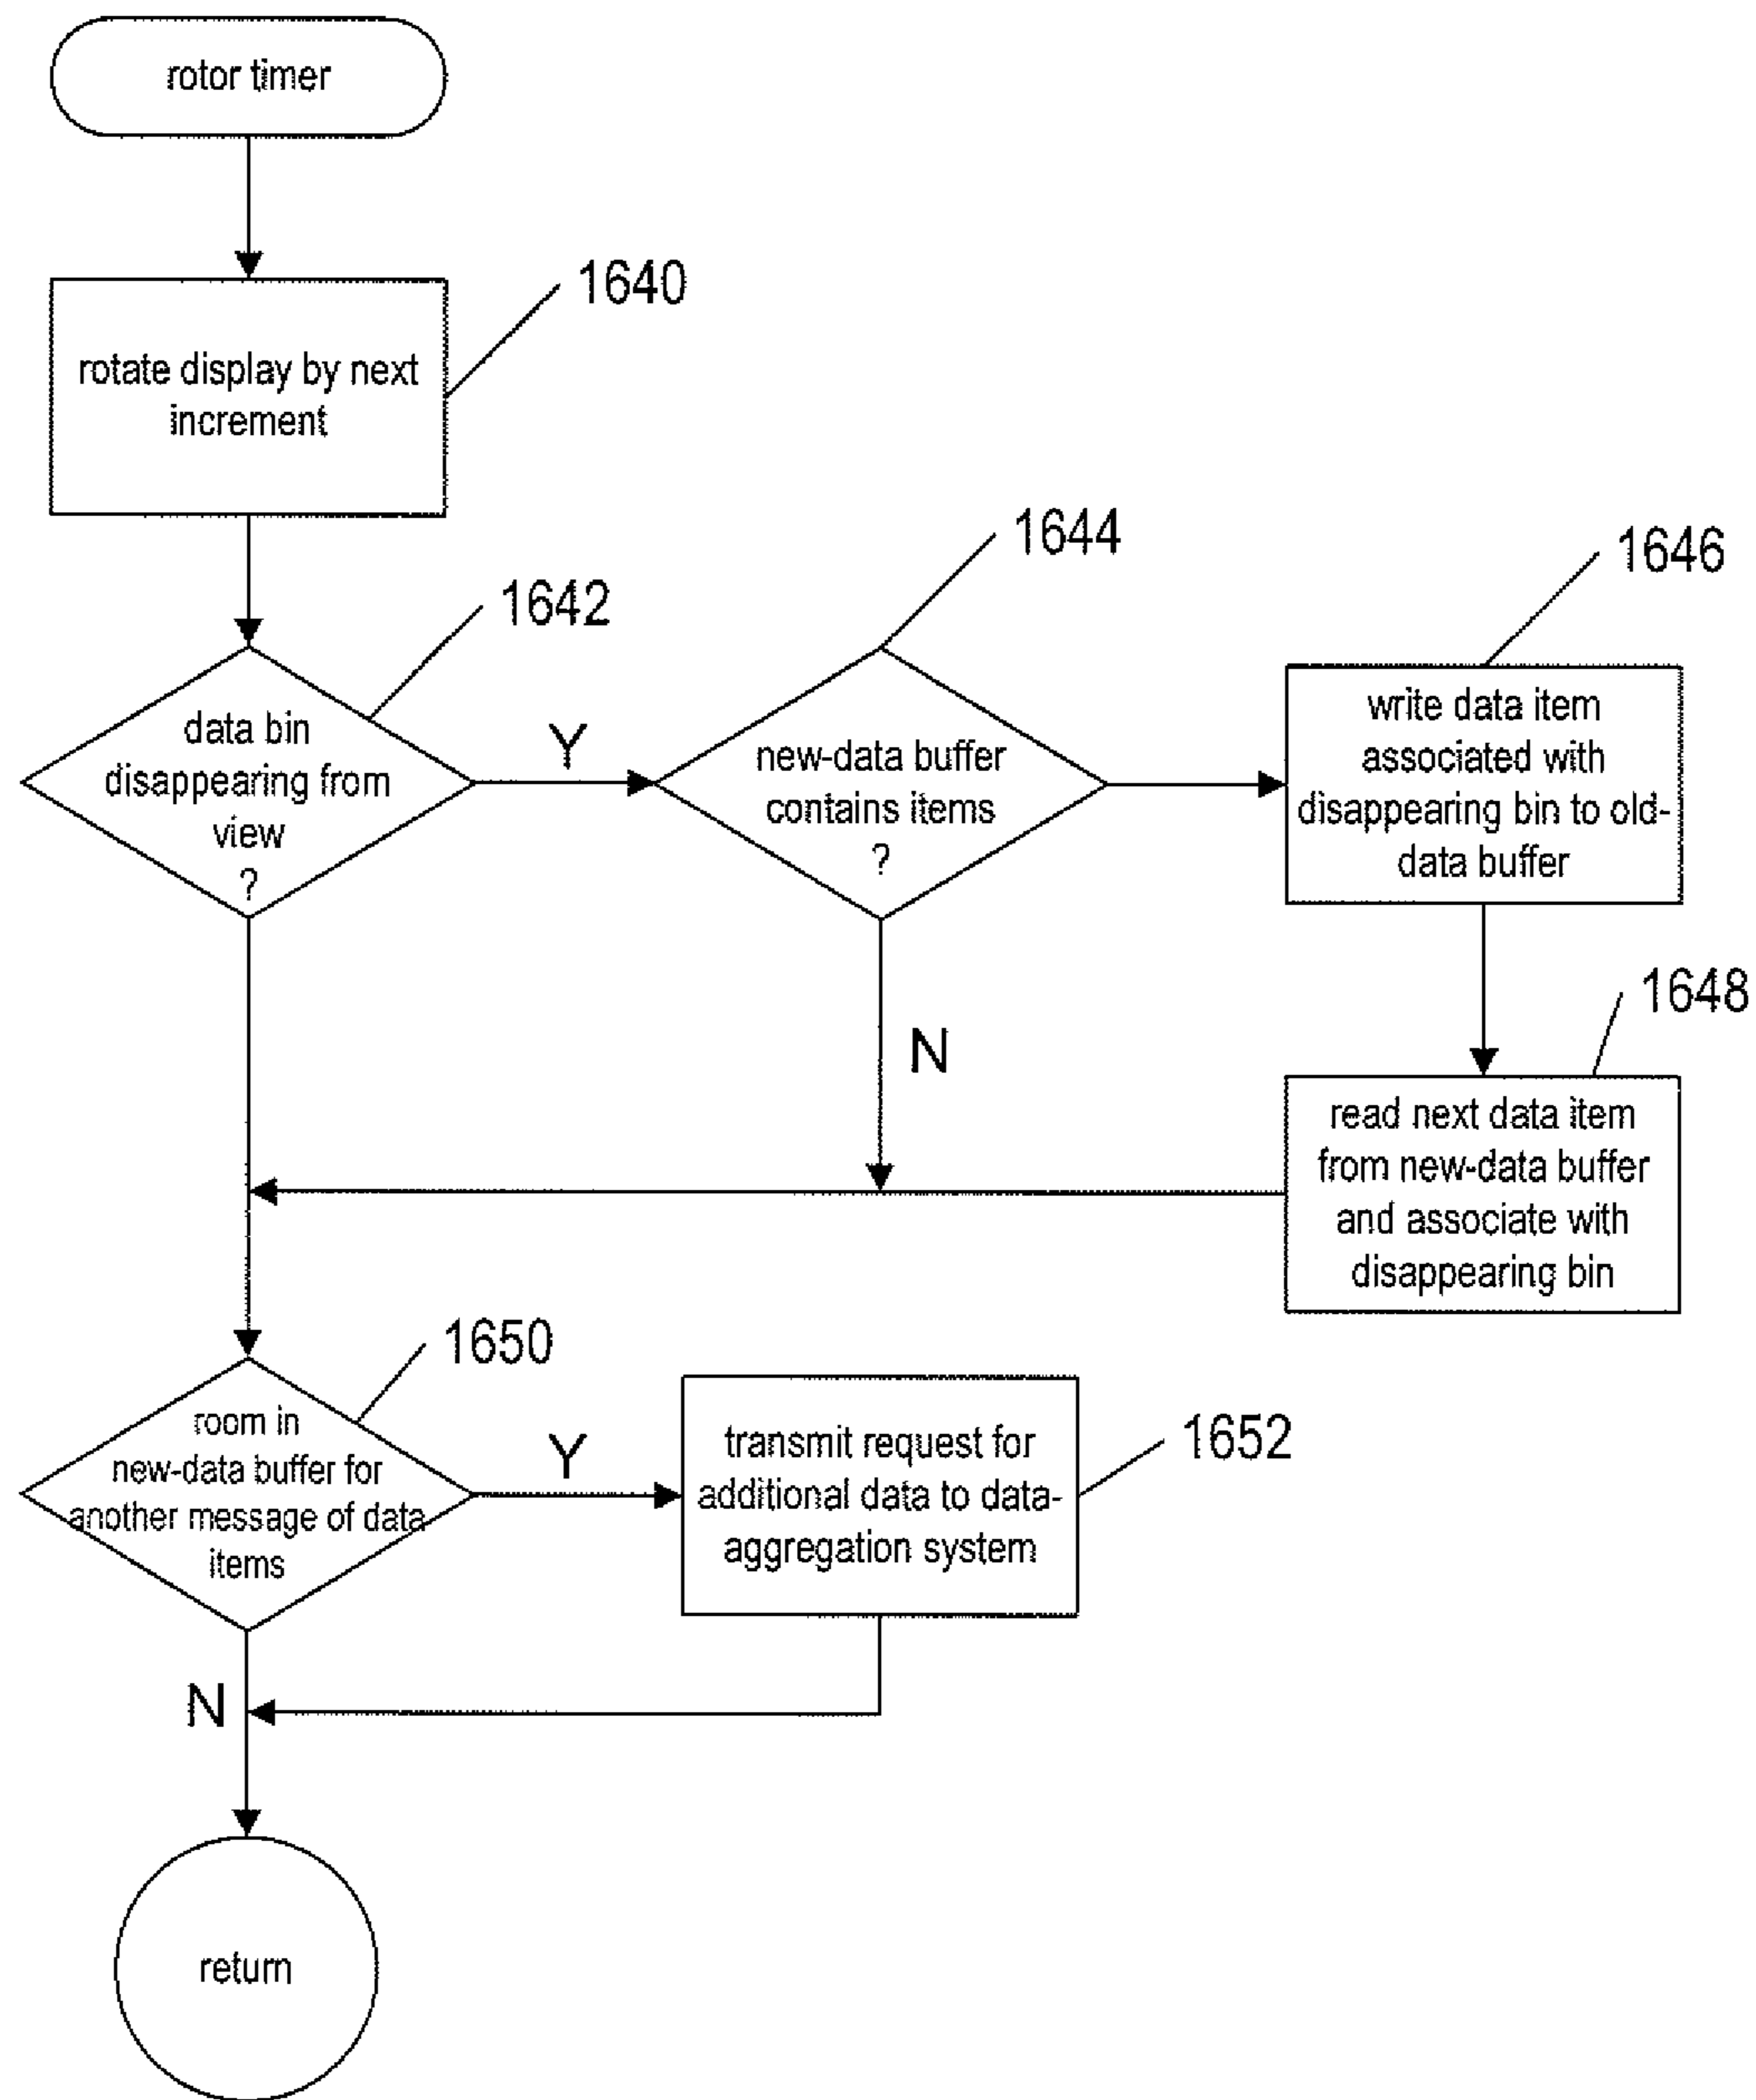 rotor timer
1640
rotate display by next
increment
1642
data bin
disappearing from
view
?
Y
1644
new-data buffer
contains items
?
N
1646
write data item
associated with
disappearing bin to old-
data buffer
1648
read next data item
from new-data buffer
and associate with
disappearing bin
1650
room in
new-data buffer for
another message of data
items
Y
1652
transmit request for
additional data to data-
aggregation system
N
return